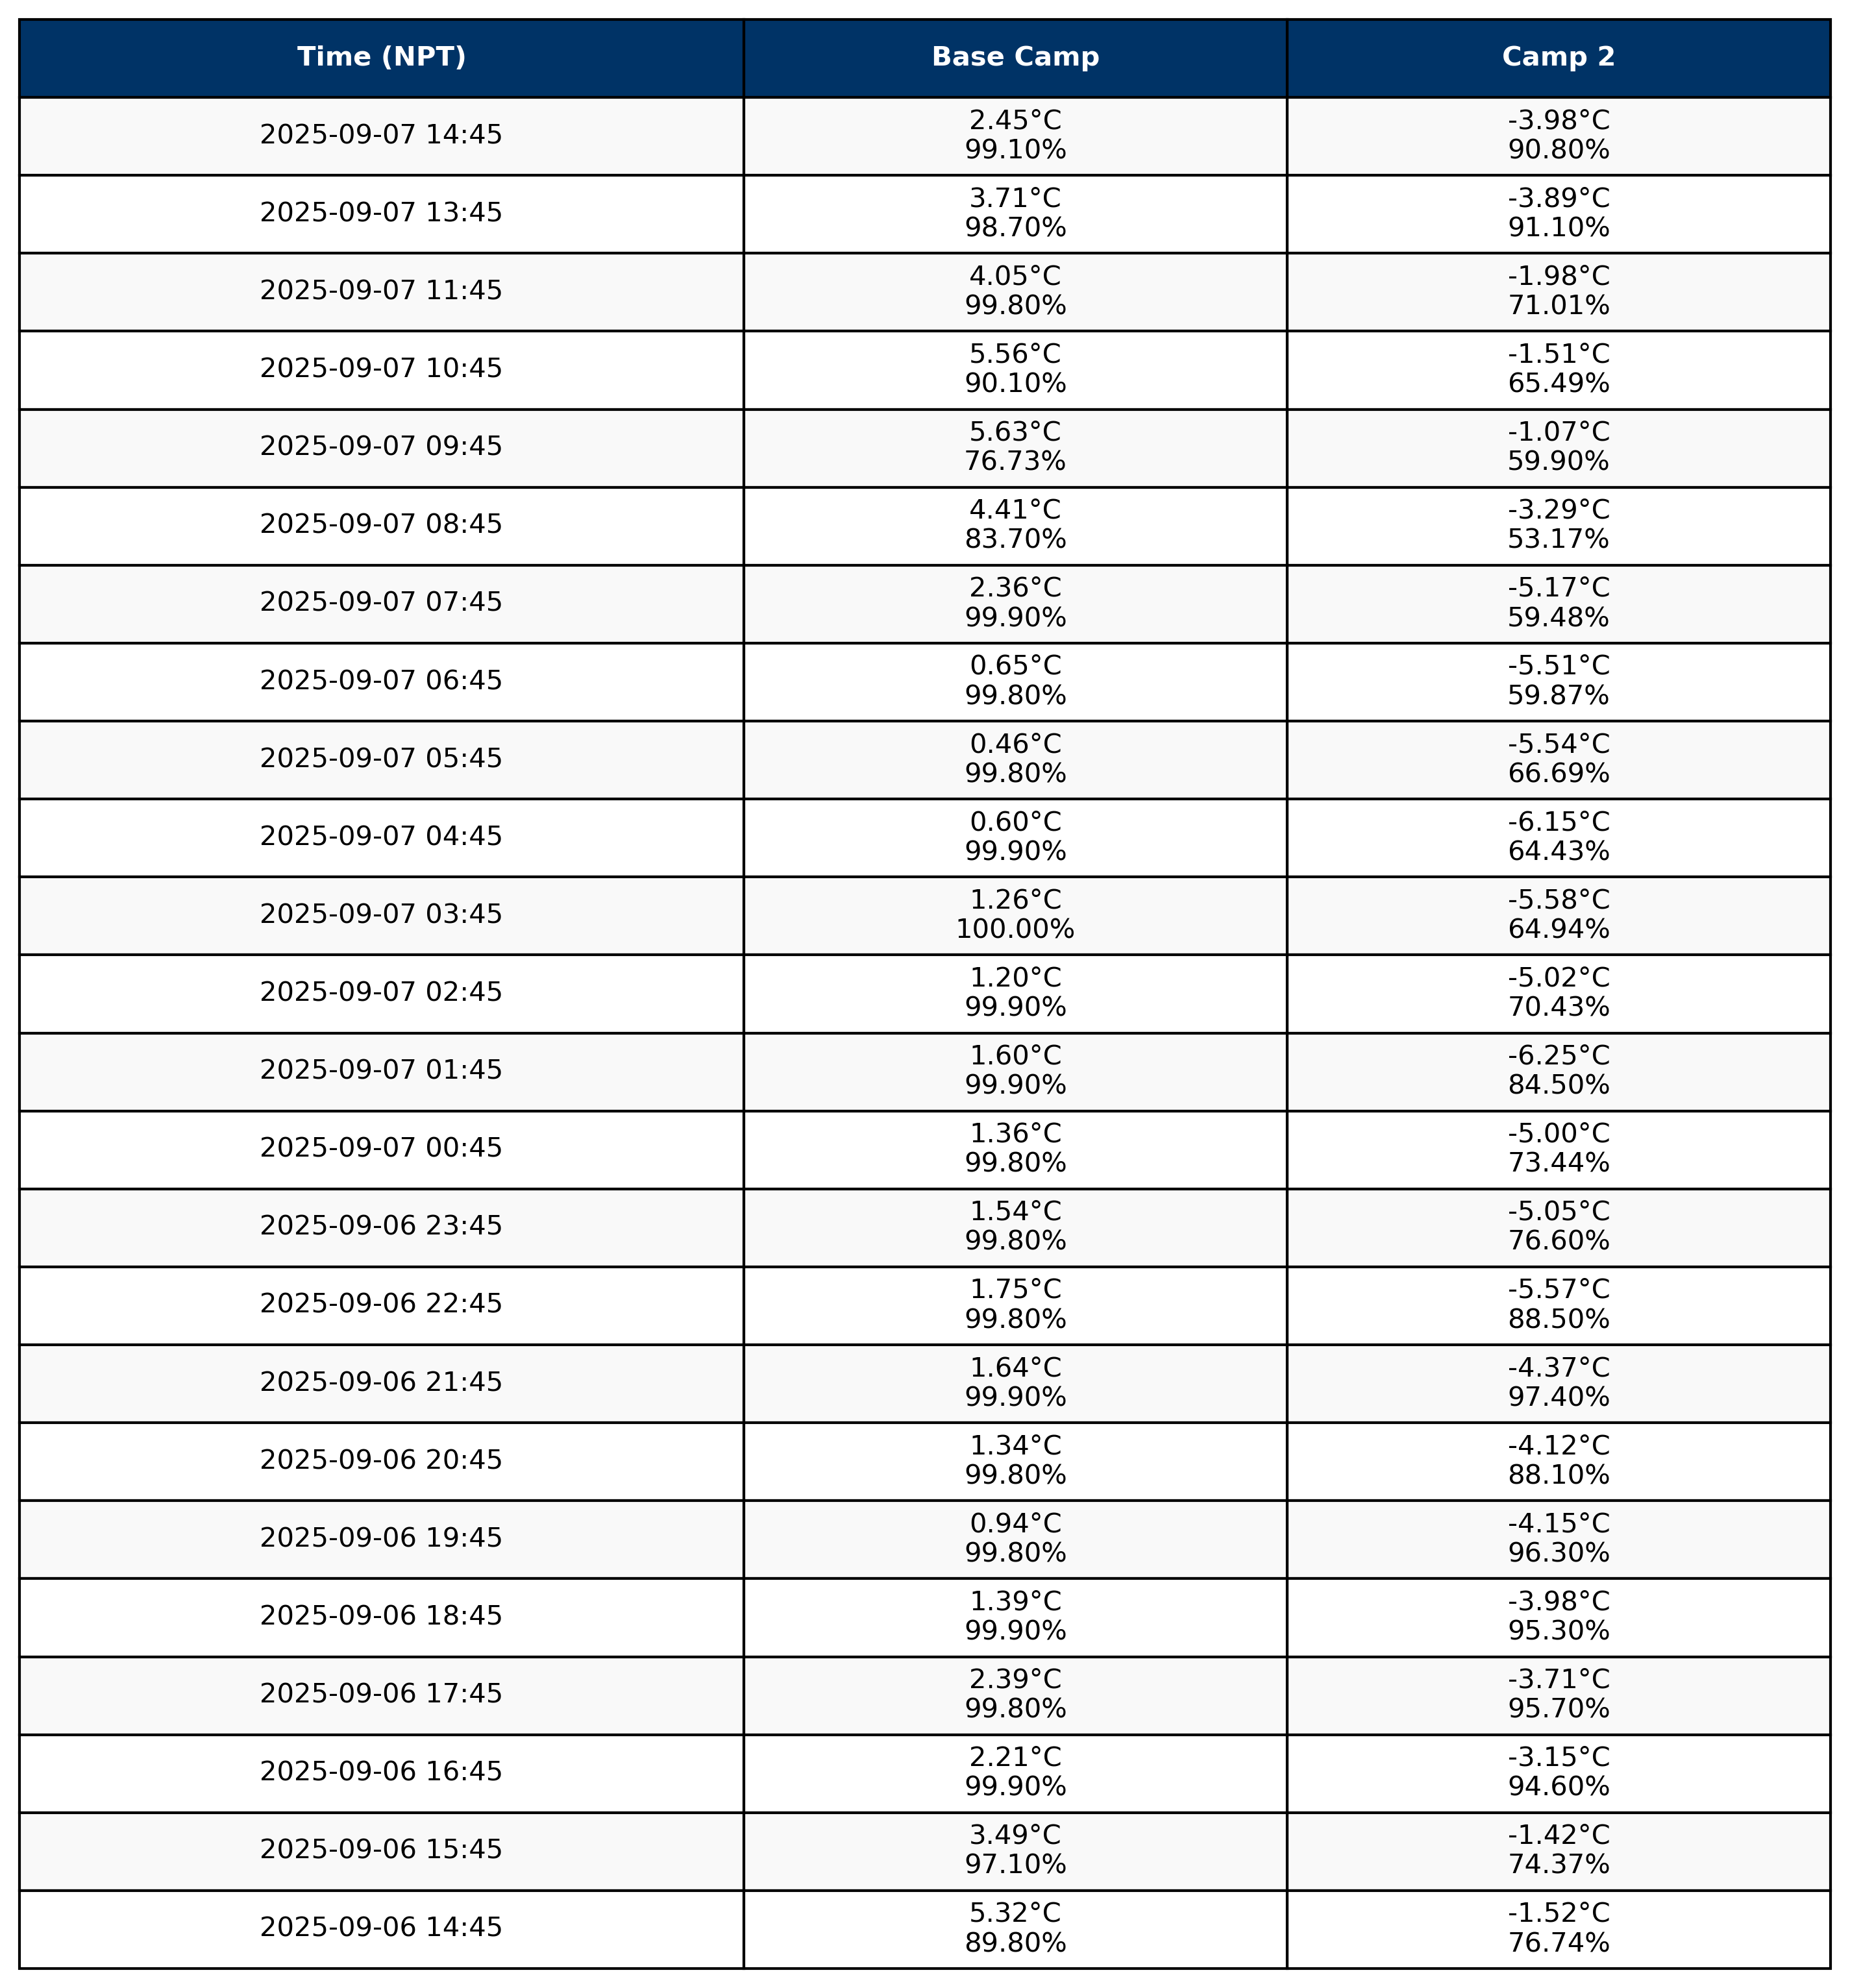 Time (NPT) Base Camp Camp 2
2025-09-07 14:45 2.45°C -3.98°C
99.10% 90.80%
2025-09-07 13:45 3.71°C -3.89°C
98.70% 91.10%
2025-09-07 11:45 4.05°C -1.98°C
99.80% 71.01%
2025-09-07 10:45 5.56°C -1.51°C
90.10% 65.49%
2025-09-07 09:45 5.63°C -1.07°C
76.73% 59.90%
2025-09-07 08:45 4.41°C -3.29°C
83.70% 53.17%
2025-09-07 07:45 2.36°C -5.17°C
99.90% 59.48%
2025-09-07 06:45 0.65°C -5.51°C
99.80% 59.87%
2025-09-07 05:45 0.46°C -5.54°C
99.80% 66.69%
2025-09-07 04:45 0.60°C -6.15°C
99.90% 64.43%
2025-09-07 03:45 1.26°C -5.58°C
100.00% 64.94%
2025-09-07 02:45 1.20°C -5.02°C
99.90% 70.43%
2025-09-07 01:45 1.60°C -6.25°C
99.90% 84.50%
2025-09-07 00:45 1.36°C -5.00°C
99.80% 73.44%
2025-09-06 23:45 1.54°C -5.05°C
99.80% 76.60%
2025-09-06 22:45 1.75°C -5.57°C
99.80% 88.50%
2025-09-06 21:45 1.64°C -4.37°C
99.90% 97.40%
2025-09-06 20:45 1.34°C -4.12°C
99.80% 88.10%
2025-09-06 19:45 0.94°C -4.15°C
99.80% 96.30%
2025-09-06 18:45 1.39°C -3.98°C
99.90% 95.30%
2025-09-06 17:45 2.39°C -3.71°C
99.80% 95.70%
2025-09-06 16:45 2.21°C -3.15°C
99.90% 94.60%
2025-09-06 15:45 3.49°C -1.42°C
97.10% 74.37%
2025-09-06 14:45 5.32°C -1.52°C
89.80% 76.74%